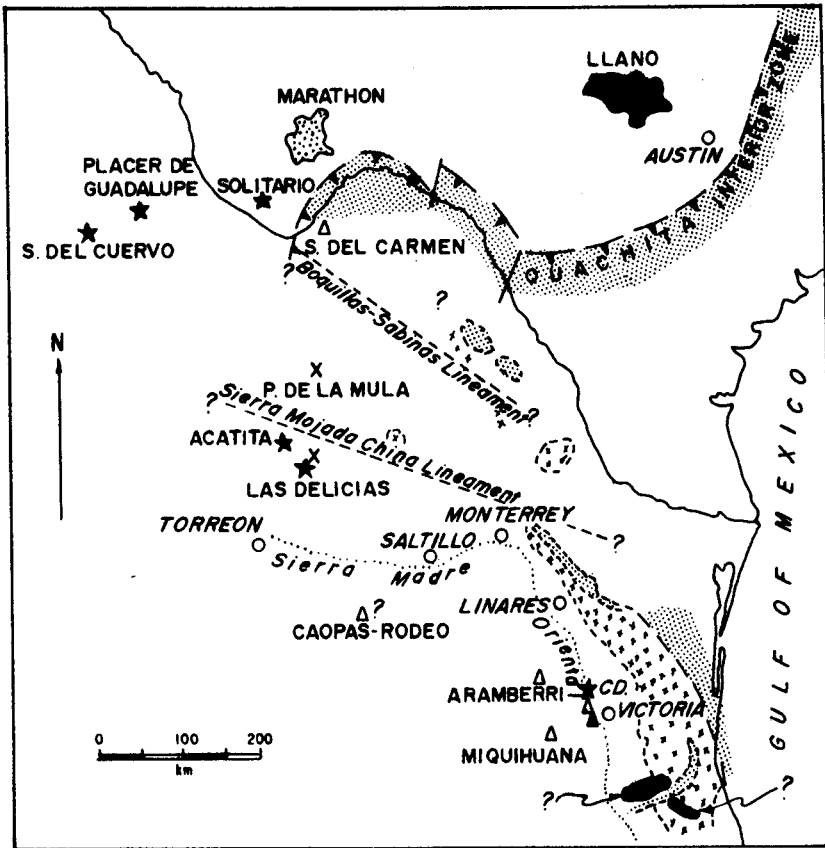 LLANO
MARATHON
AUSTIN
OUACHITA INTERIOR ZONE
PLACER DE
GUADALUPE
SOLITARIO
S. DEL CUERVO
S. DEL CARMEN
?
?
Boquillas-Sabinas Lineament
?
N
X
P. DE LA MULA
?
Sierra Mojada China Lineament
ACATITA
X
LAS DELICIAS
MONTERREY
?
TORREON
SALTILLO
Sierra Madre Oriental
LINARES
?
CAOPAS-RODEO
ARAMBERRI
CD.
VICTORIA
MIQUIHUANA
0 100 200
km
?
?
GULF OF MEXICO